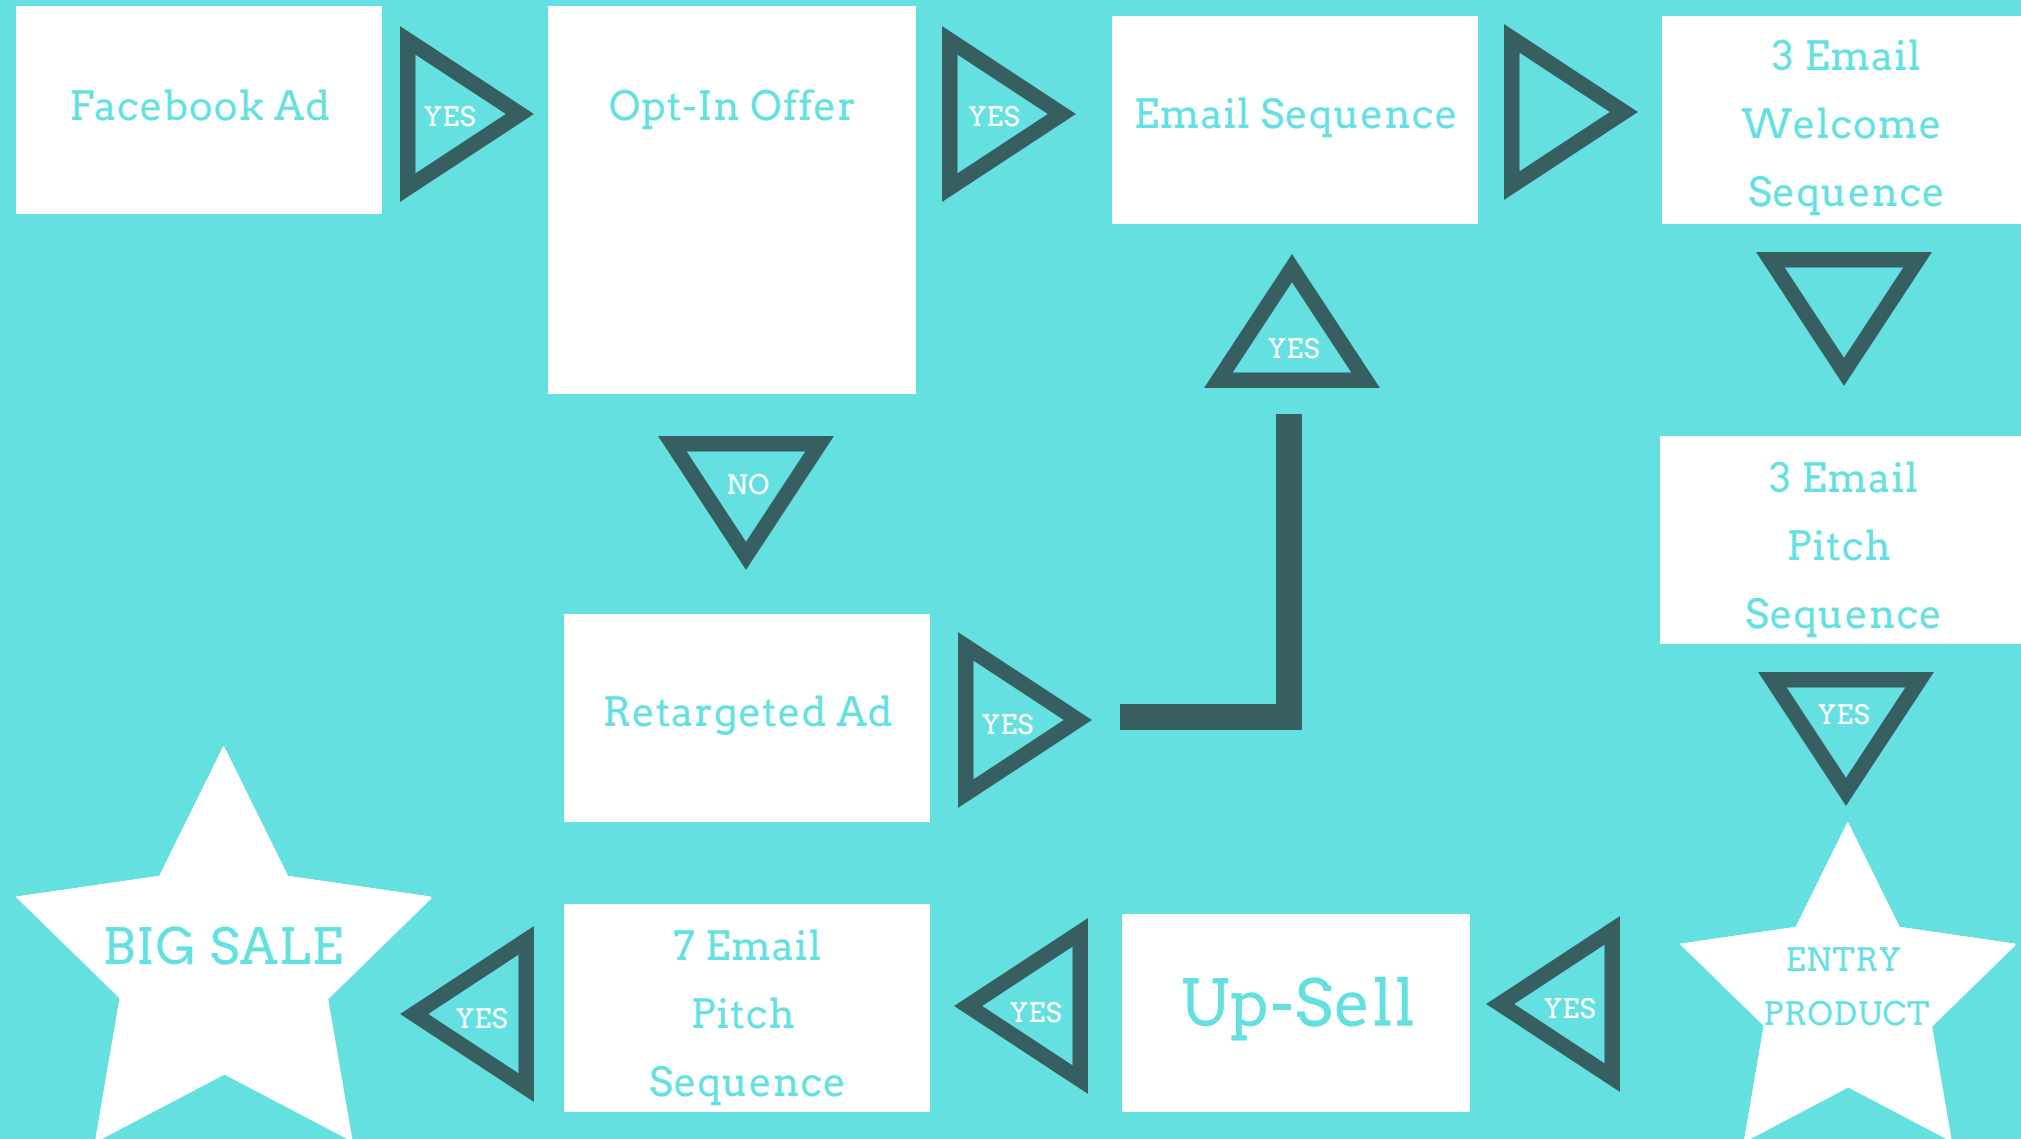 Facebook Ad
YES
Opt-In Offer
YES
Email Sequence
3 Email
Welcome
Sequence
YES
NO
3 Email
Pitch
Sequence
Retargeted Ad
YES
YES
BIG SALE
YES
7 Email
Pitch
Sequence
YES
Up-Sell
YES
ENTRY
PRODUCT